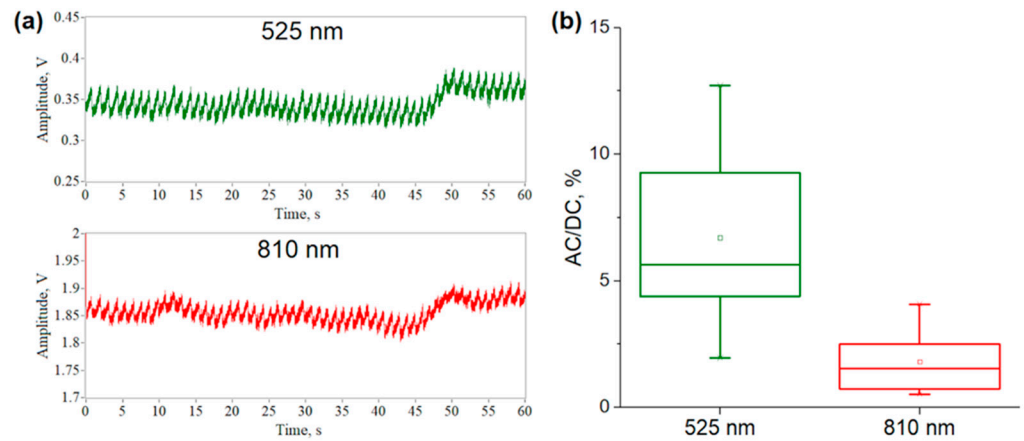 (a)
525 nm
Amplitude, V
0.45
0.4
0.35
0.3
0.25
0 5 10 15 20 25 30 35 40 45 50 55 60
Time, s
810 nm
Amplitude, V
2
1.95
1.9
1.85
1.8
1.75
1.7
0 5 10 15 20 25 30 35 40 45 50 55 60
Time, s
(b)
AC/DC, %
15
10
5
0
525 nm 810 nm